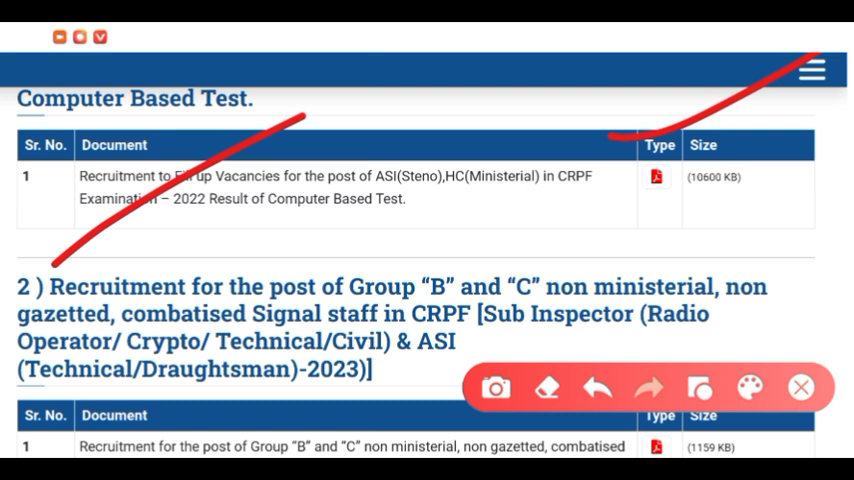 Computer Based Test.
Sr. No. Document Type Size
1 Recruitment to Fill up Vacancies for the post of ASI(Steno),HC(Ministerial) in CRPF (10600 KB)
Examination – 2022 Result of Computer Based Test.
2 ) Recruitment for the post of Group “B” and “C” non ministerial, non
gazetted, combatised Signal staff in CRPF [Sub Inspector (Radio
Operator/ Crypto/ Technical/Civil) & ASI
(Technical/Draughtsman)-2023)]
Sr. No. Document Type Size
1 Recruitment for the post of Group “B” and “C” non ministerial, non gazetted, combatised (1159 KB)